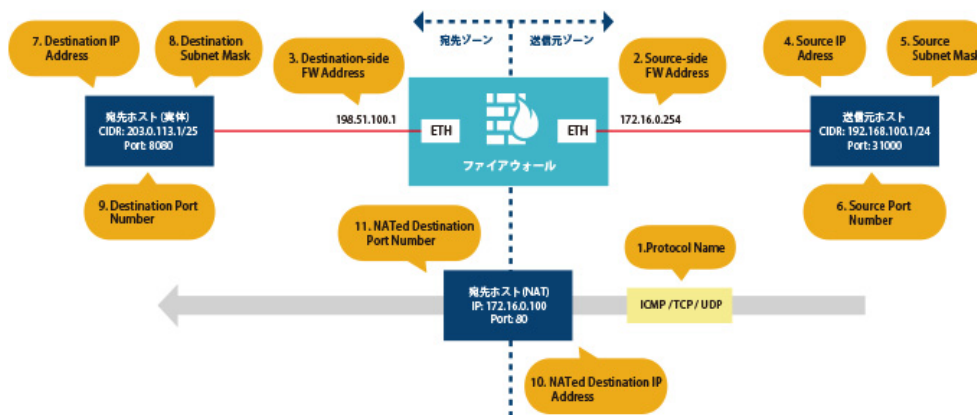 宛先ゾーン
送信元ゾーン
7. Destination IP
Address
8. Destination
Subnet Mask
3. Destination-side
FW Address
2. Source-side
FW Address
4. Source IP
Adress
5. Source
Subnet Mask
宛先ホスト(実体)
CIDR: 203.0.113.1/25
Port: 8080
198.51.100.1
ETH
ETH
ファイアウォール
172.16.0.254
送信元ホスト
CIDR: 192.168.100.1/24
Port: 31000
9. Destination Port
Number
11. NATed Destination
Port Number
1.Protocol Name
6. Source Port
Number
宛先ホスト(NAT)
IP: 172.16.0.100
Port: 80
ICMP / TCP / UDP
10. NATed Destination IP
Address